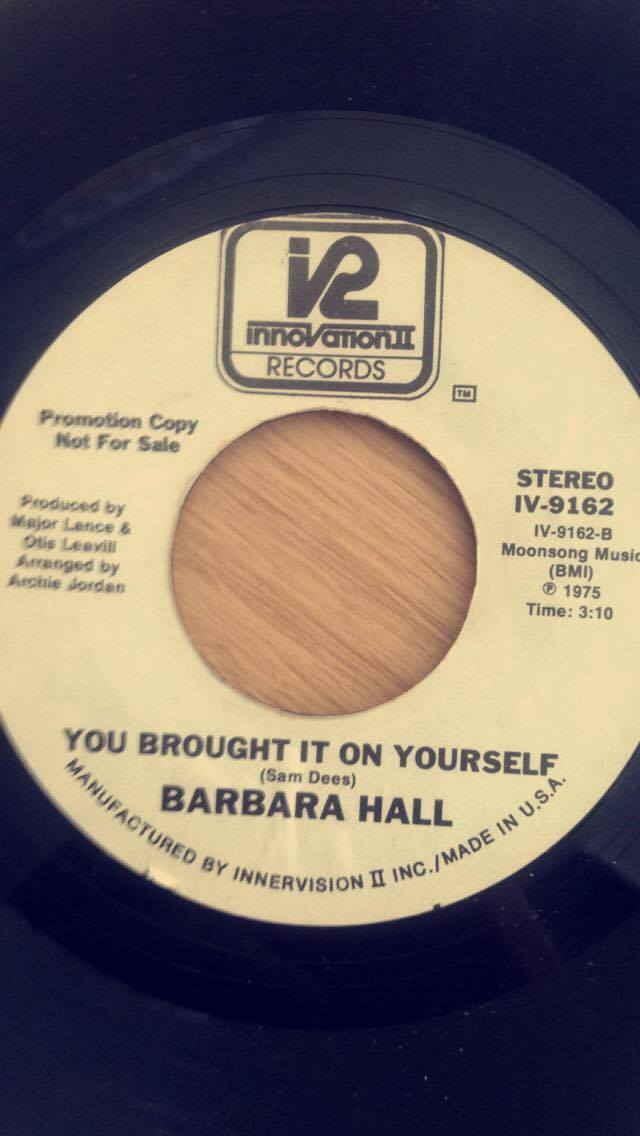 i2
innovation II
RECORDS
TM
Promotion Copy
Not For Sale
Produced by
Major Lance &
Otis Leavill
Arranged by
Archie Jordan
STEREO
IV-9162
IV-9162-B
Moonsong Music
(BMI)
℗ 1975
Time: 3:10
YOU BROUGHT IT ON YOURSELF
(Sam Dees)
BARBARA HALL
MANUFACTURED BY INNERVISION II INC./MADE IN U.S.A.